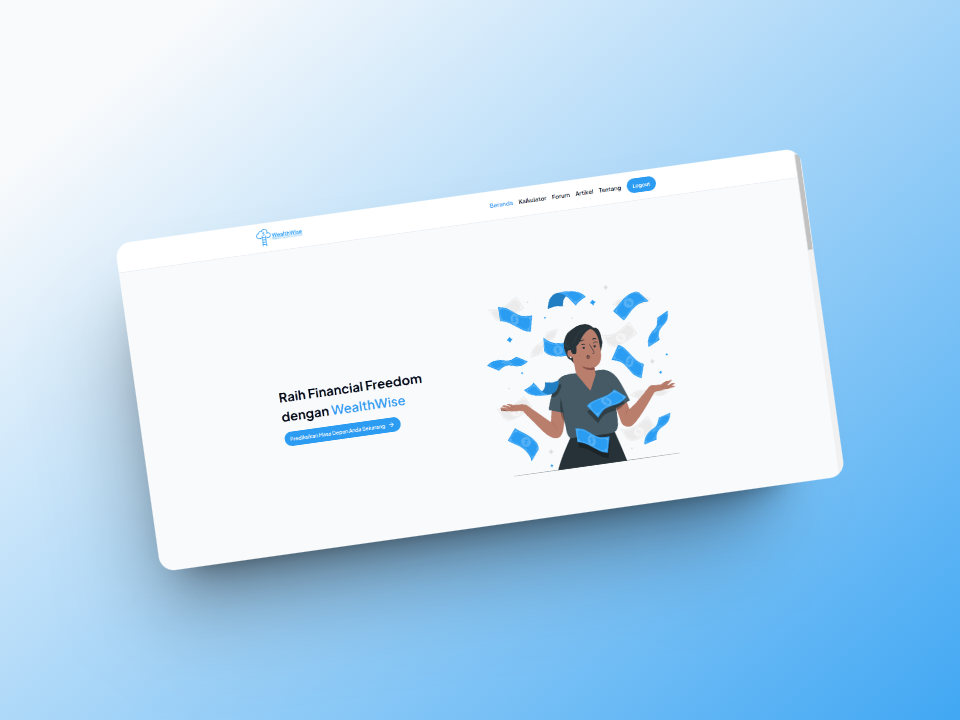 WealthWise
Beranda Kalkulator Forum Artikel Tentang Logout
Raih Financial Freedom
dengan WealthWise
Prediksikan Masa Depan Anda Sekarang →